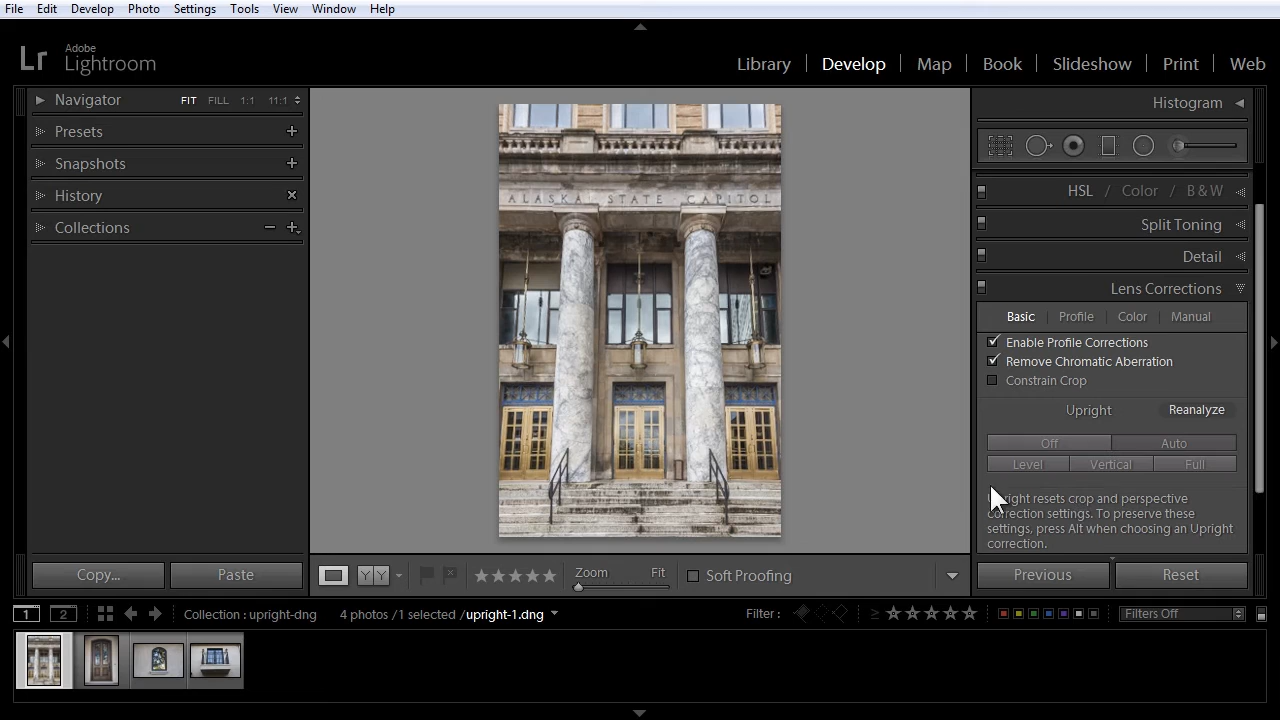 File Edit Develop Photo Settings Tools View Window Help
Lr Adobe Lightroom
Library Develop Map Book Slideshow Print Web
Navigator FIT FILL 1:1 11:1
Presets
Snapshots
History
Collections
ALASKA STATE CAPITOL
Histogram
HSL / Color / B & W
Split Toning
Detail
Lens Corrections
Basic Profile Color Manual
Enable Profile Corrections
Remove Chromatic Aberration
Constrain Crop
Upright Reanalyze
Off Auto
Level Vertical Full
Upright resets crop and perspective
correction settings. To preserve these
settings, press Alt when choosing an Upright
correction.
Copy... Paste
Y Y Zoom Fit Soft Proofing
Previous Reset
1 2 Collection : upright-dng 4 photos /1 selected /upright-1.dng Filter : ≥ Filters Off